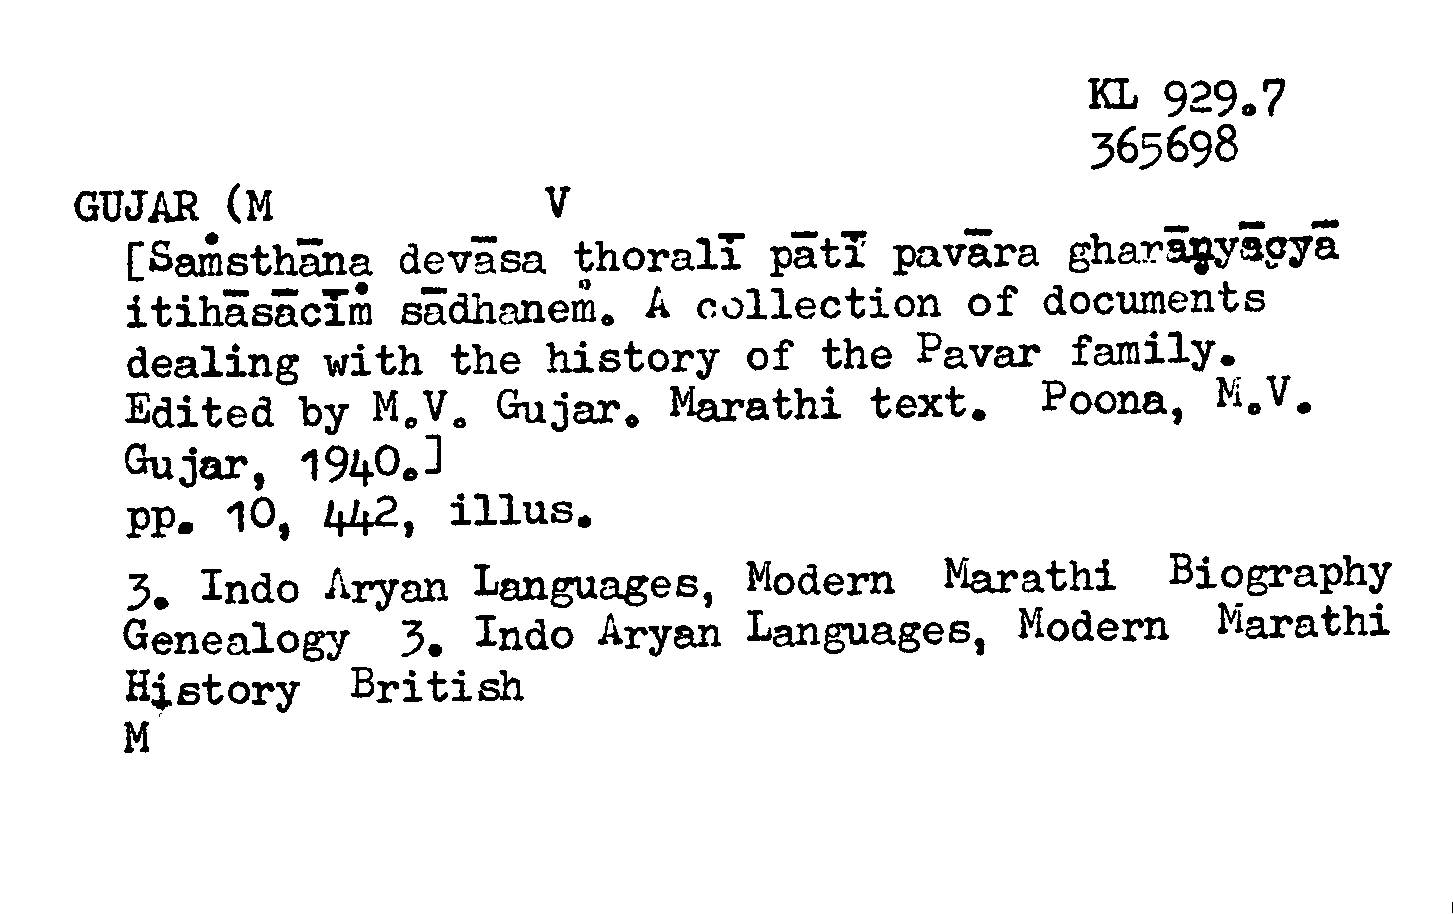 KL 929.7
365698
GUJAR (M V
[Saṁsthāna devāsa thoralī pātī pavāra gharāṇyācyā
itihāsācīṁ sādhaneṁ. A collection of documents
dealing with the history of the Pavar family.
Edited by M.V. Gujar. Marathi text. Poona, M.V.
Gujar, 1940.]
pp. 10, 442, illus.
3. Indo Aryan Languages, Modern Marathi Biography
Genealogy 3. Indo Aryan Languages, Modern Marathi
History British
M